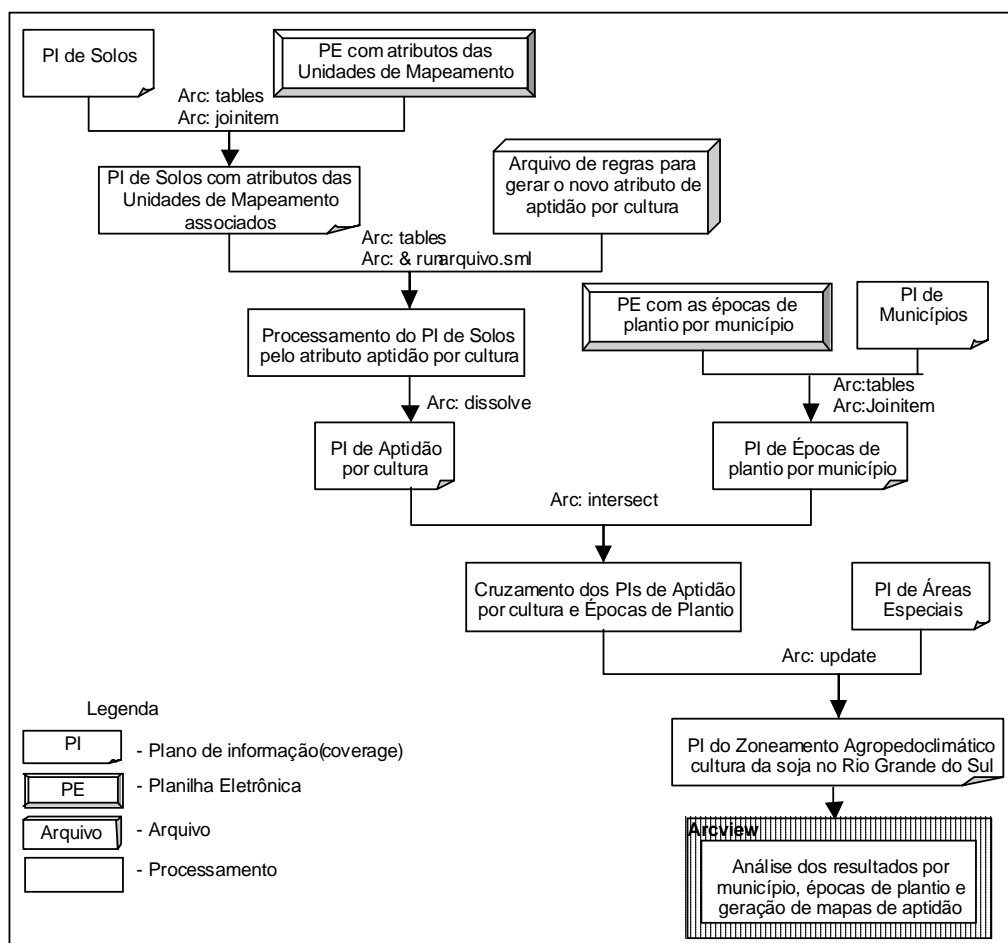 PI de Solos
PE com atributos das
Unidades de Mapeamento
Arc: tables
Arc: joinitem
PI de Solos com atributos das
Unidades de Mapeamento
associados
Arquivo de regras para
gerar o novo atributo de
aptidão por cultura
Arc: tables
Arc: & run arquivo.sml
Processamento do PI de Solos
pelo atributo aptidão por cultura
PE com as épocas de
plantio por município
PI de
Municípios
Arc: dissolve
Arc:tables
Arc:Joinitem
PI de Aptidão
por cultura
PI de Épocas de
plantio por município
Arc: intersect
Cruzamento dos PIs de Aptidão
por cultura e Épocas de Plantio
PI de Áreas
Especiais
Arc: update
PI do Zoneamento Agropedoclimático
cultura da soja no Rio Grande do Sul
Arcview
Análise dos resultados por
município, épocas de plantio e
geração de mapas de aptidão
Legenda
PI - Plano de informação(coverage)
PE - Planilha Eletrônica
Arquivo - Arquivo
- Processamento